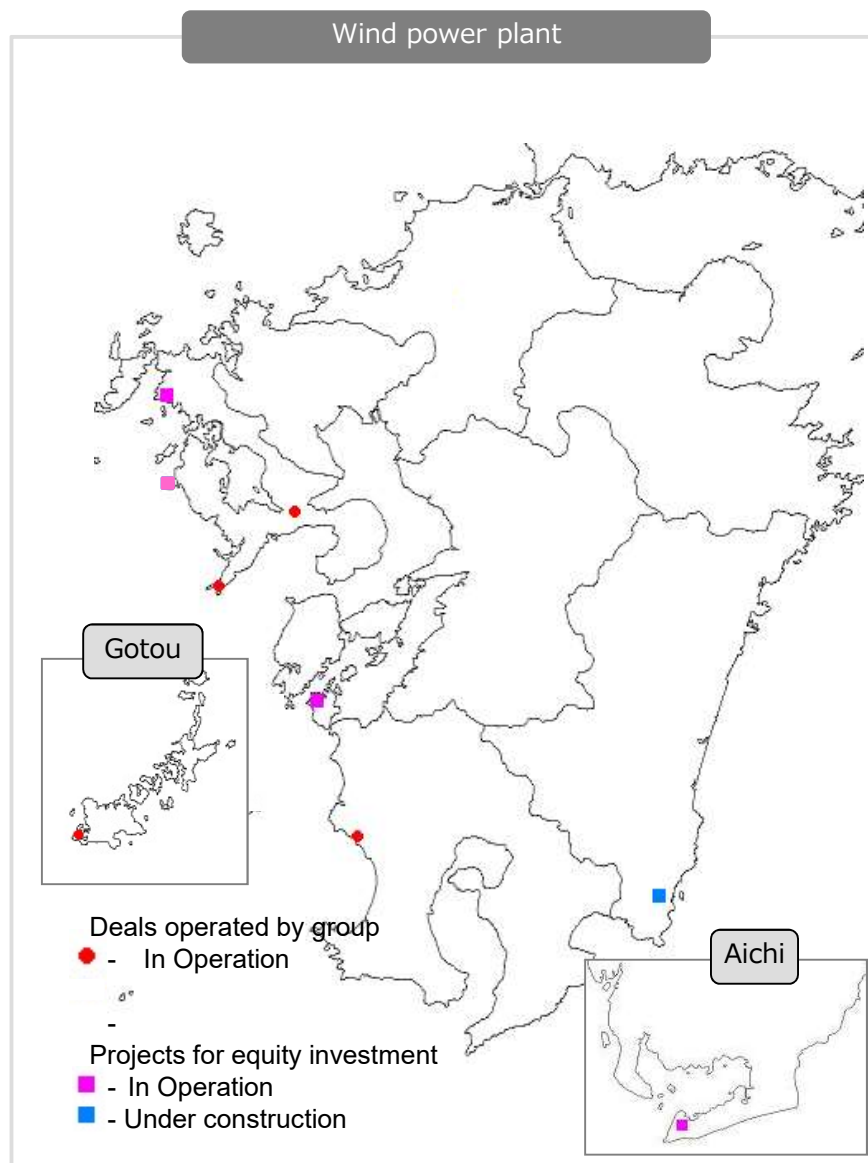 Wind power plant
Gotou
Deals operated by group
- In Operation
-
Aichi
Projects for equity investment
- In Operation
- Under construction